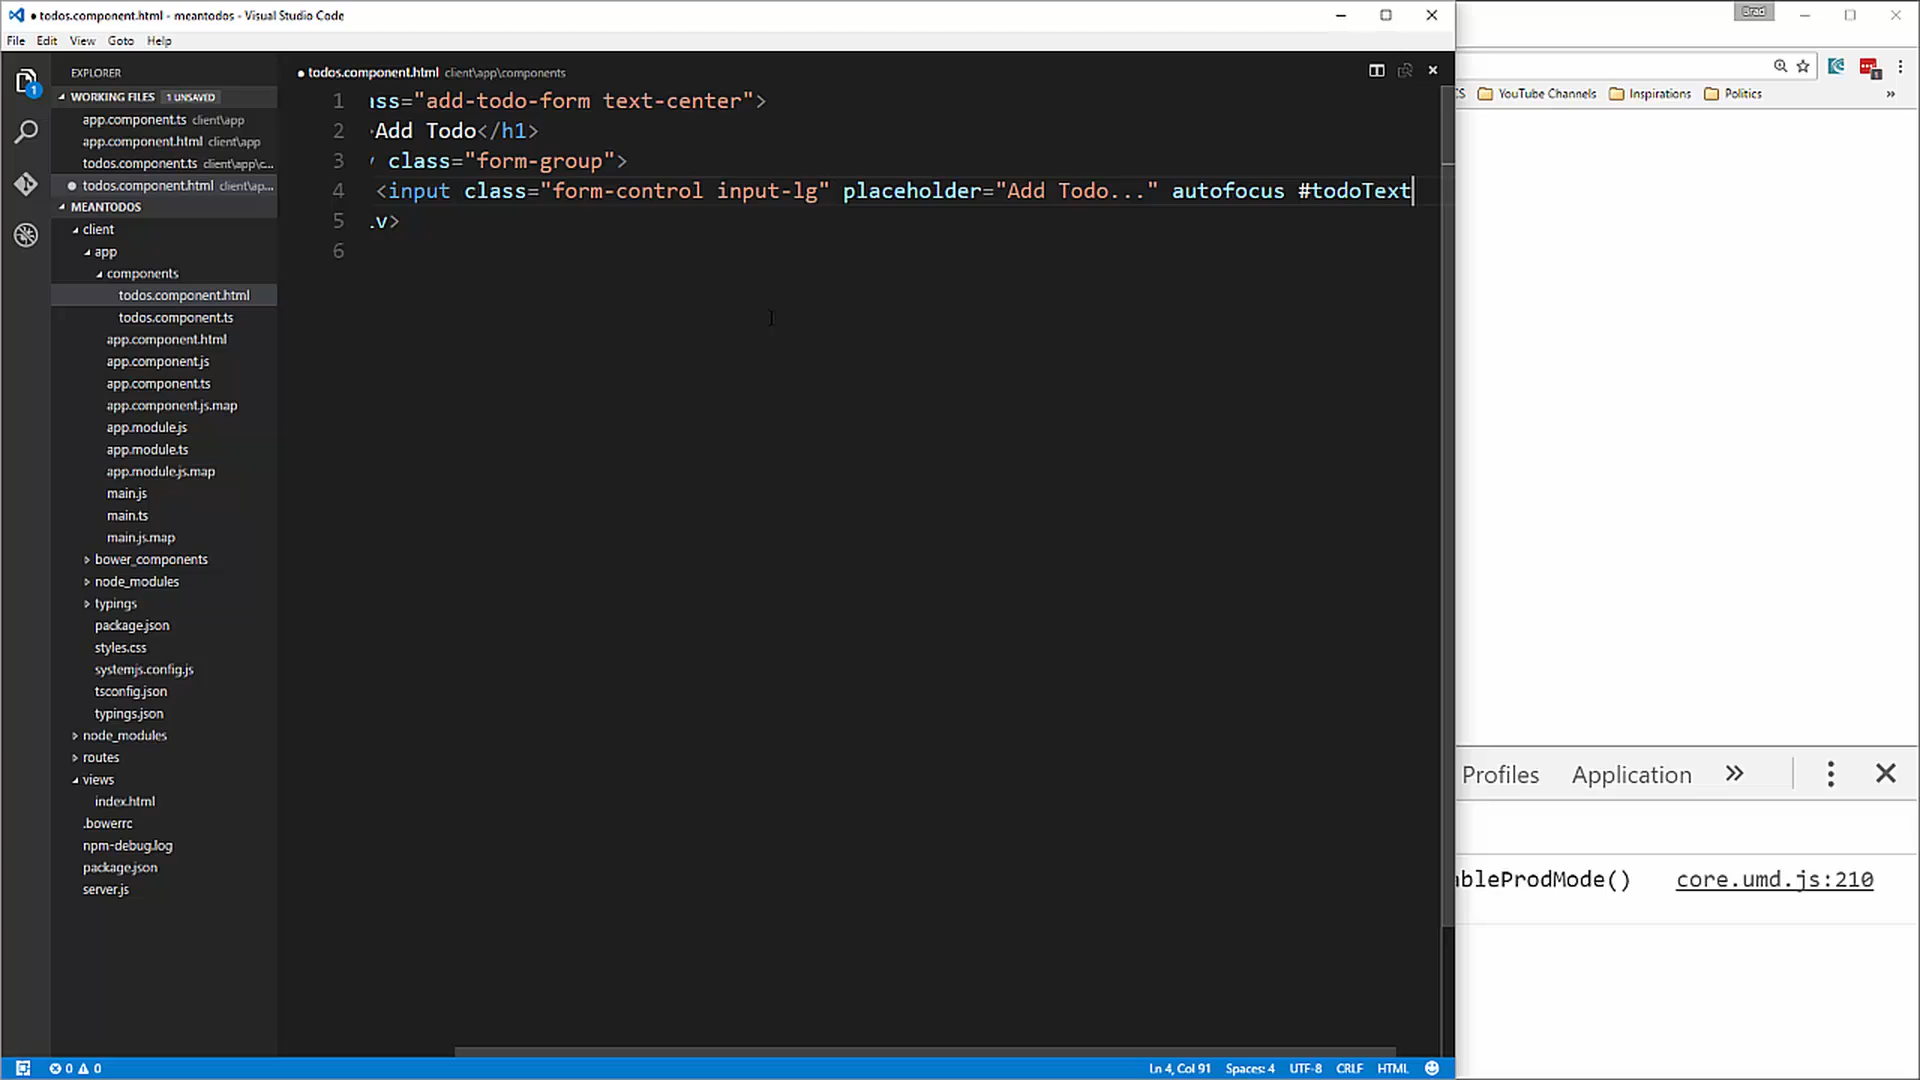 todos.component.html - meantodos - Visual Studio Code
File Edit View Goto Help
EXPLORER
WORKING FILES 1 UNSAVED
app.component.ts client\app
app.component.html client\app
todos.component.ts client\app\c...
todos.component.html client\ap...
MEANTODOS
client
app
components
todos.component.html
todos.component.ts
app.component.html
app.component.js
app.component.ts
app.component.js.map
app.module.js
app.module.ts
app.module.js.map
main.js
main.ts
main.js.map
bower_components
node_modules
typings
package.json
styles.css
systemjs.config.js
tsconfig.json
typings.json
node_modules
routes
views
index.html
.bowerrc
npm-debug.log
package.json
server.js
todos.component.html client\app\components
1 ass="add-todo-form text-center">
2 Add Todo</h1>
3 class="form-group">
4 <input class="form-control input-lg" placeholder="Add Todo..." autofocus #todoText
5 v>
6
0 0
Ln 4, Col 91 Spaces: 4 UTF-8 CRLF HTML
Brad
CS YouTube Channels Inspirations Politics »
Profiles Application »
ableProdMode() core.umd.js:210
1
1